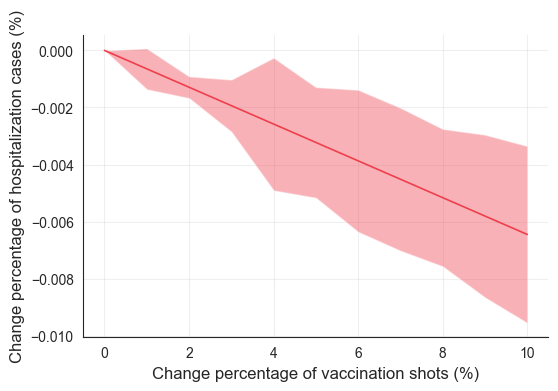 Change percentage of hospitalization cases (%)
0.000
−0.002
−0.004
−0.006
−0.008
−0.010
0 2 4 6 8 10
Change percentage of vaccination shots (%)